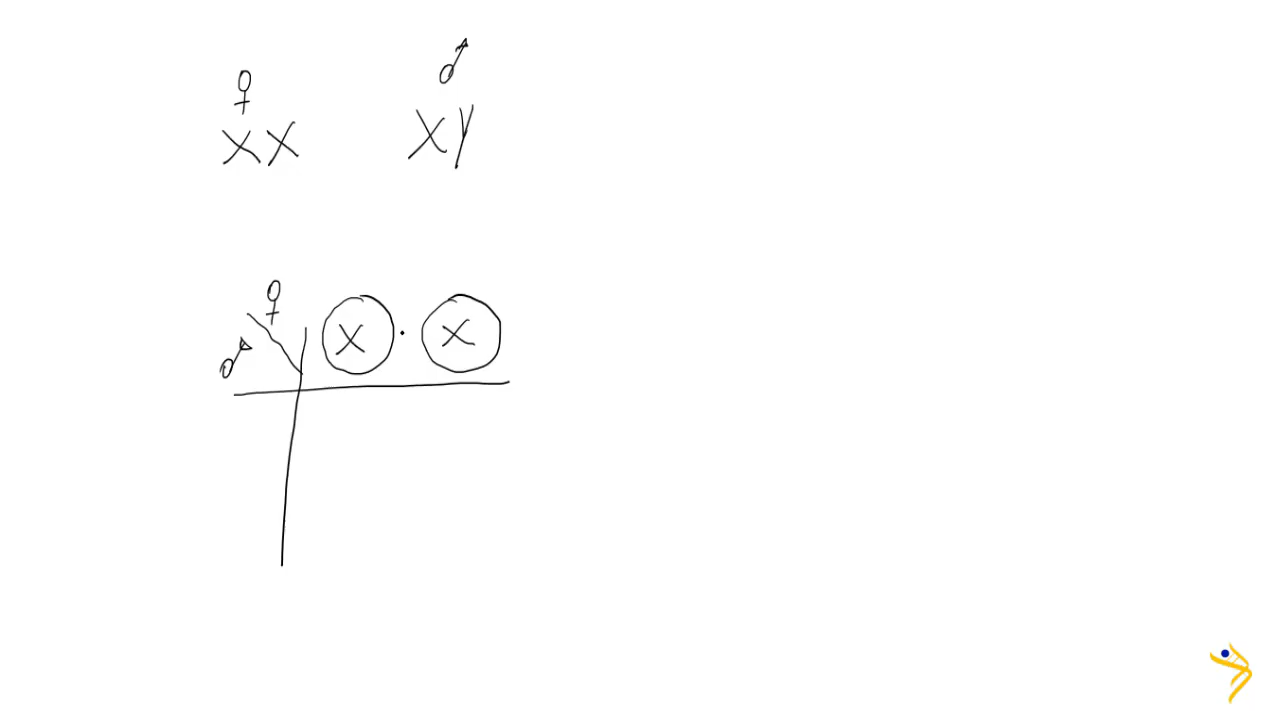 ♀ ♂
XX XY
♀
♂ X X